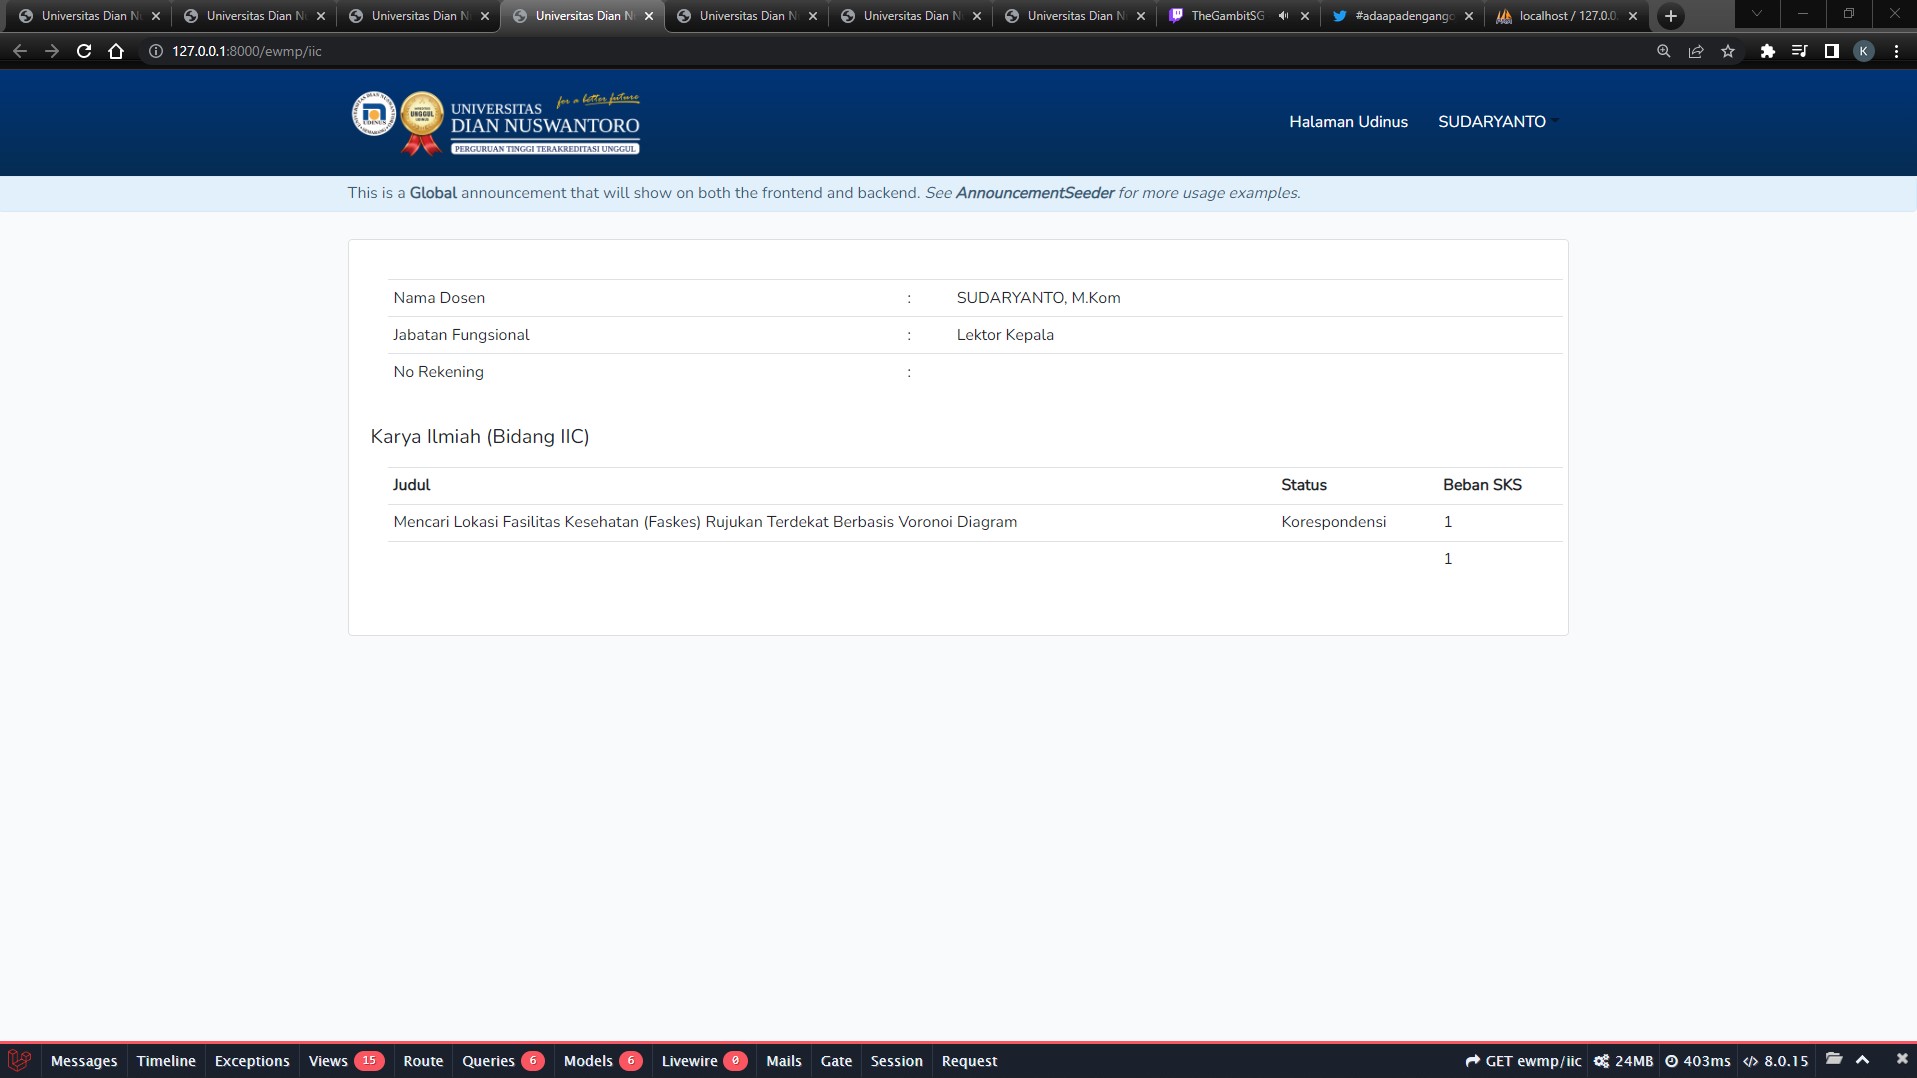 Universitas Dian N Universitas Dian N Universitas Dian N Universitas Dian N Universitas Dian N Universitas Dian N Universitas Dian N TheGambitSG #adaapadengango localhost / 127.0.0.
127.0.0.1:8000/ewmp/iic K
UDINUS
UNGGUL
for a better future
UNIVERSITAS
DIAN NUSWANTORO
PERGURUAN TINGGI TERAKREDITASI UNGGUL
Halaman Udinus SUDARYANTO
This is a Global announcement that will show on both the frontend and backend. See AnnouncementSeeder for more usage examples.
Nama Dosen : SUDARYANTO, M.Kom
Jabatan Fungsional : Lektor Kepala
No Rekening :
Karya Ilmiah (Bidang IIC)
Judul Status Beban SKS
Mencari Lokasi Fasilitas Kesehatan (Faskes) Rujukan Terdekat Berbasis Voronoi Diagram Korespondensi 1
1
Messages Timeline Exceptions Views 15 Route Queries 6 Models 6 Livewire 0 Mails Gate Session Request GET ewmp/iic 24MB 403ms 8.0.15